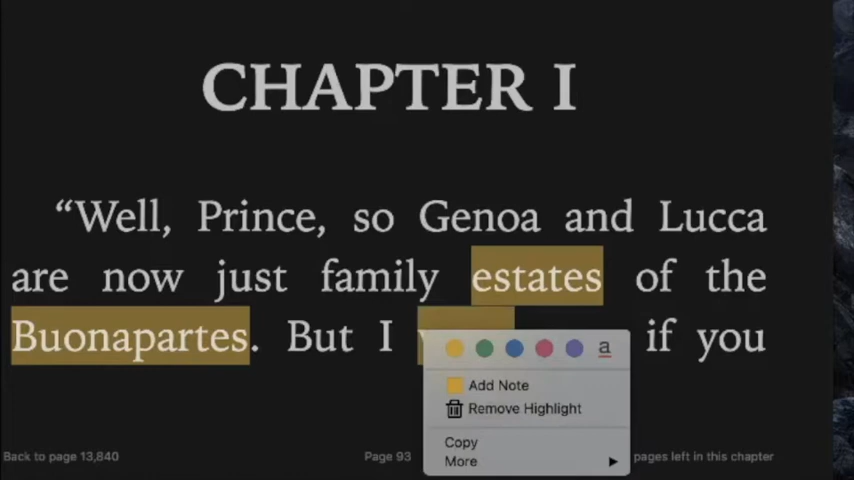 CHAPTER I
“Well, Prince, so Genoa and Lucca
are now just family estates of the
Buonapartes. But I if you
a
Add Note
Remove Highlight
Copy
More
Back to page 13,840 Page 93 pages left in this chapter